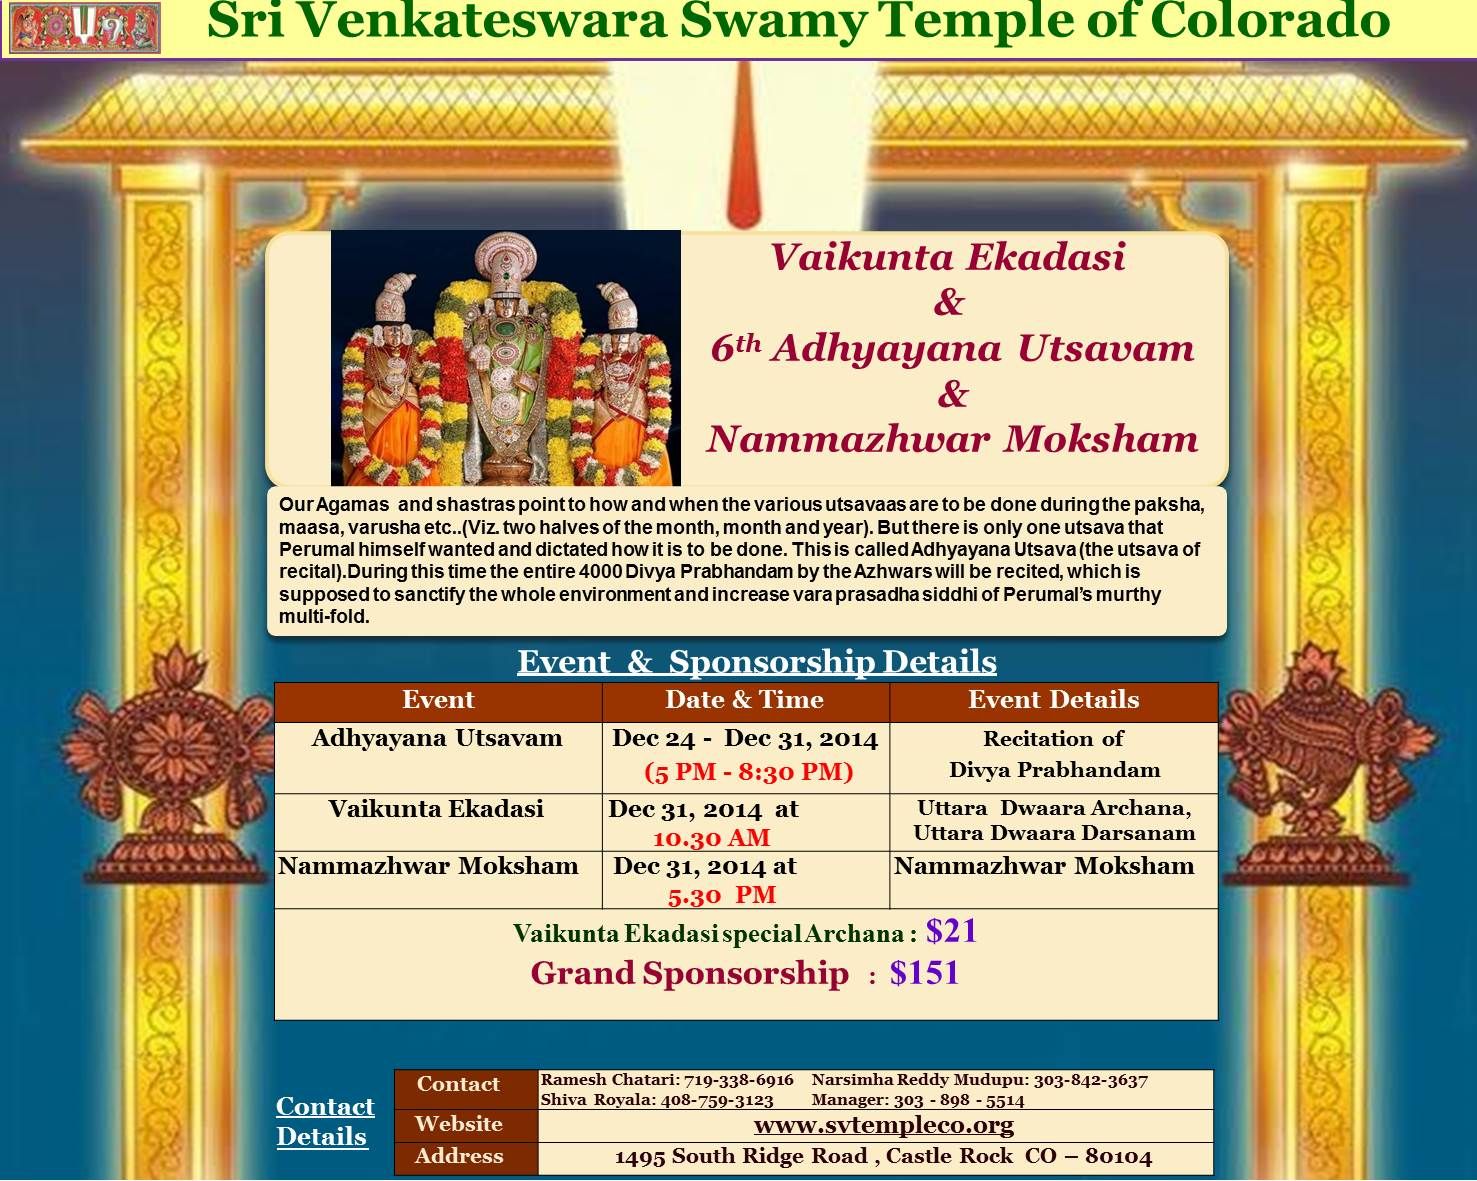 Sri Venkateswara Swamy Temple of Colorado
Vaikunta Ekadasi
&
6th Adhyayana Utsavam
&
Nammazhwar Moksham
Our Agamas and shastras point to how and when the various utsavaas are to be done during the paksha,
maasa, varusha etc..(Viz. two halves of the month, month and year). But there is only one utsava that
Perumal himself wanted and dictated how it is to be done. This is called Adhyayana Utsava (the utsava of
recital).During this time the entire 4000 Divya Prabhandam by the Azhwars will be recited, which is
supposed to sanctify the whole environment and increase vara prasadha siddhi of Perumal's murthy
multi-fold.
Event & Sponsorship Details
Event Date & Time Event Details
Adhyayana Utsavam Dec 24 - Dec 31, 2014 Recitation of
(5 PM - 8:30 PM) Divya Prabhandam
Vaikunta Ekadasi Dec 31, 2014 at Uttara Dwaara Archana,
10.30 AM Uttara Dwaara Darsanam
Nammazhwar Moksham Dec 31, 2014 at Nammazhwar Moksham
5.30 PM
Vaikunta Ekadasi special Archana : $21
Grand Sponsorship : $151
Contact Details
Contact Ramesh Chatari: 719-338-6916 Narsimha Reddy Mudupu: 303-842-3637
Shiva Royala: 408-759-3123 Manager: 303 - 898 - 5514
Website www.svtempleco.org
Address 1495 South Ridge Road , Castle Rock CO – 80104